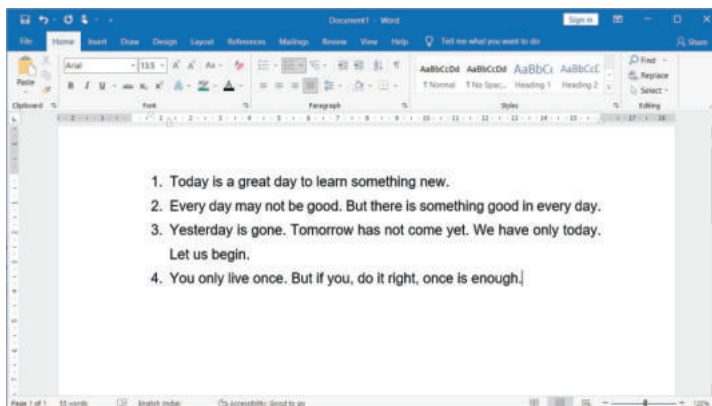 Document1 - Word
Sign in
File Home Insert Draw Design Layout References Mailings Review View Help Tell me what you want to do Share
Paste
Arial 13.5
AaBbCcDd AaBbCcDd AaBbCc AaBbCcC
¶ Normal ¶ No Spac... Heading 1 Heading 2
Find
Replace
Select
Clipboard Font Paragraph Styles Editing
1. Today is a great day to learn something new.
2. Every day may not be good. But there is something good in every day.
3. Yesterday is gone. Tomorrow has not come yet. We have only today.
Let us begin.
4. You only live once. But if you, do it right, once is enough.
Page 1 of 1 55 words English (India) Accessibility: Good to go 120%